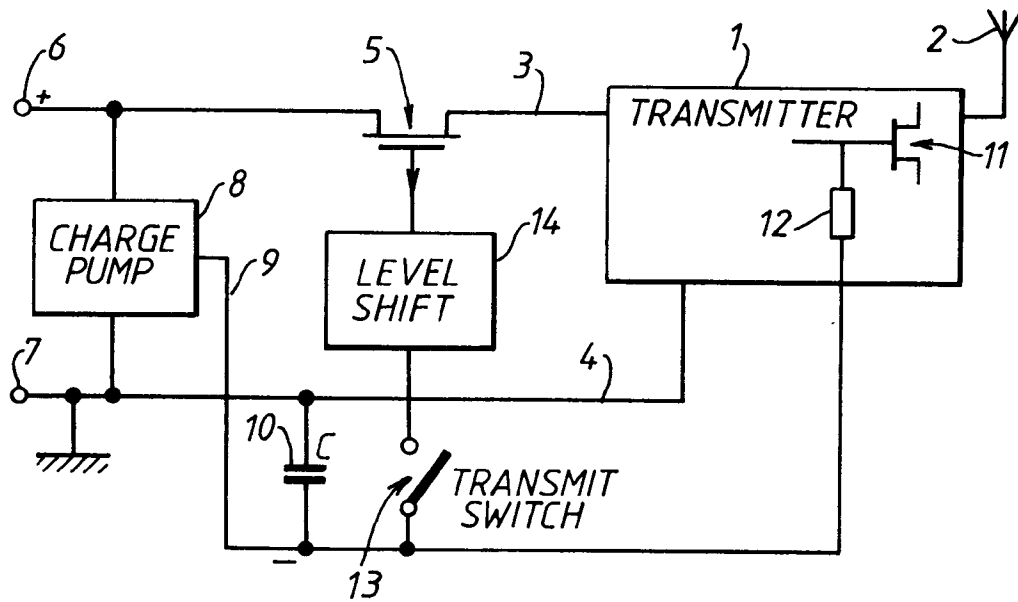 6
+
5
3
1
2
TRANSMITTER
11
12
8
CHARGE
PUMP
9
14
LEVEL
SHIFT
7
4
10
C
TRANSMIT
SWITCH
−
13